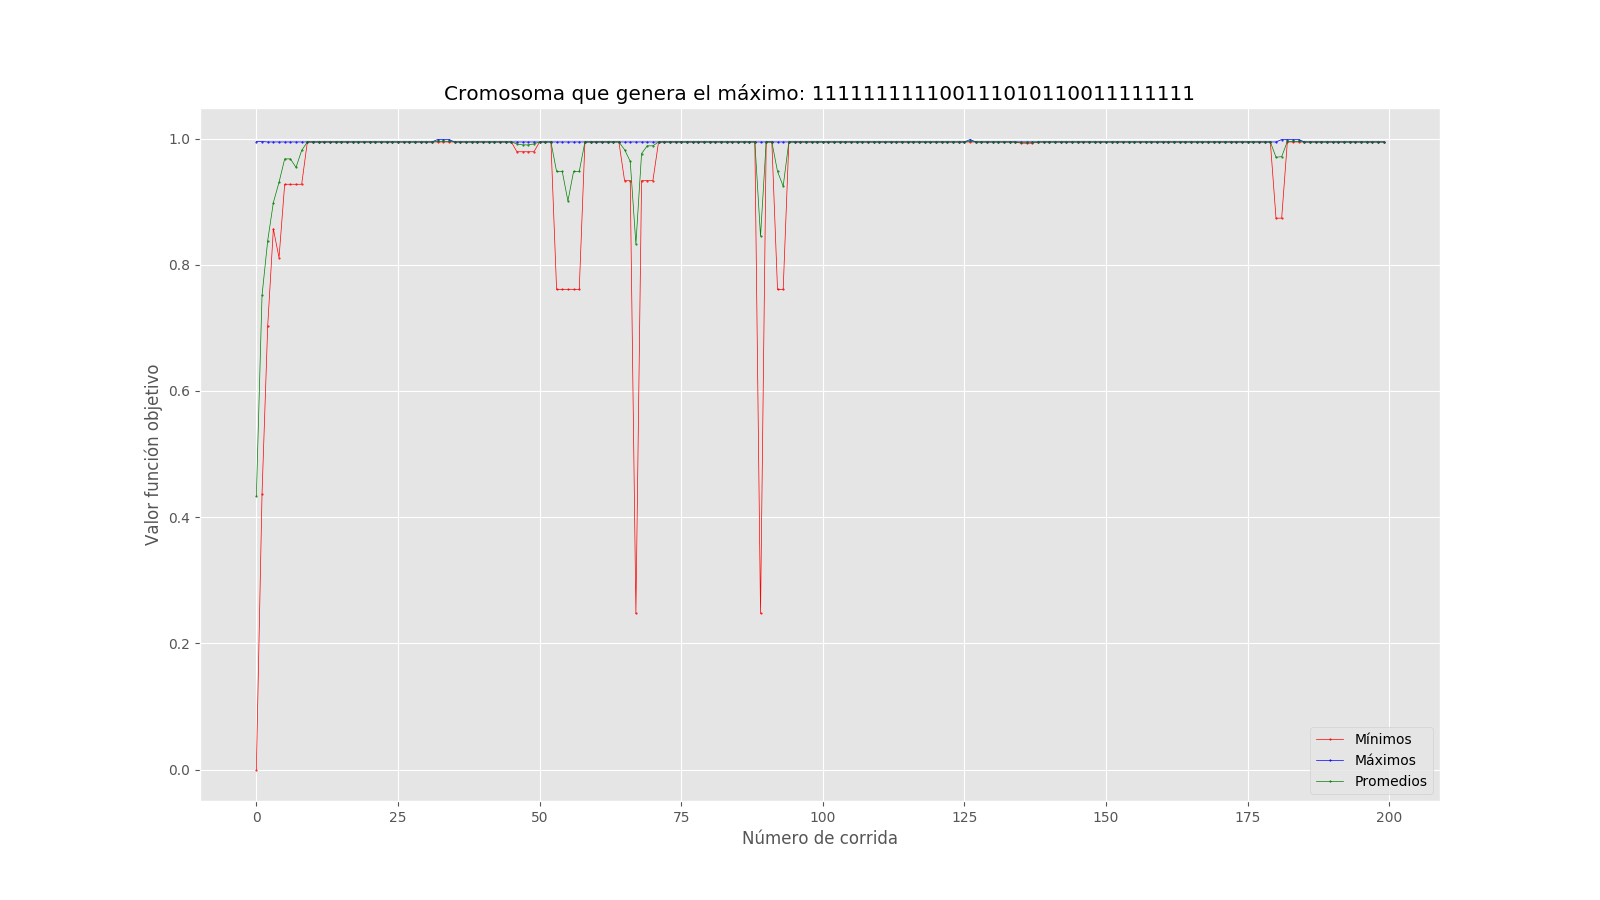 Cromosoma que genera el máximo: 111111111100111010110011111111
1.0
0.8
0.6
0.4
0.2
0.0
Valor función objetivo
Mínimos
Máximos
Promedios
0 25 50 75 100 125 150 175 200
Número de corrida